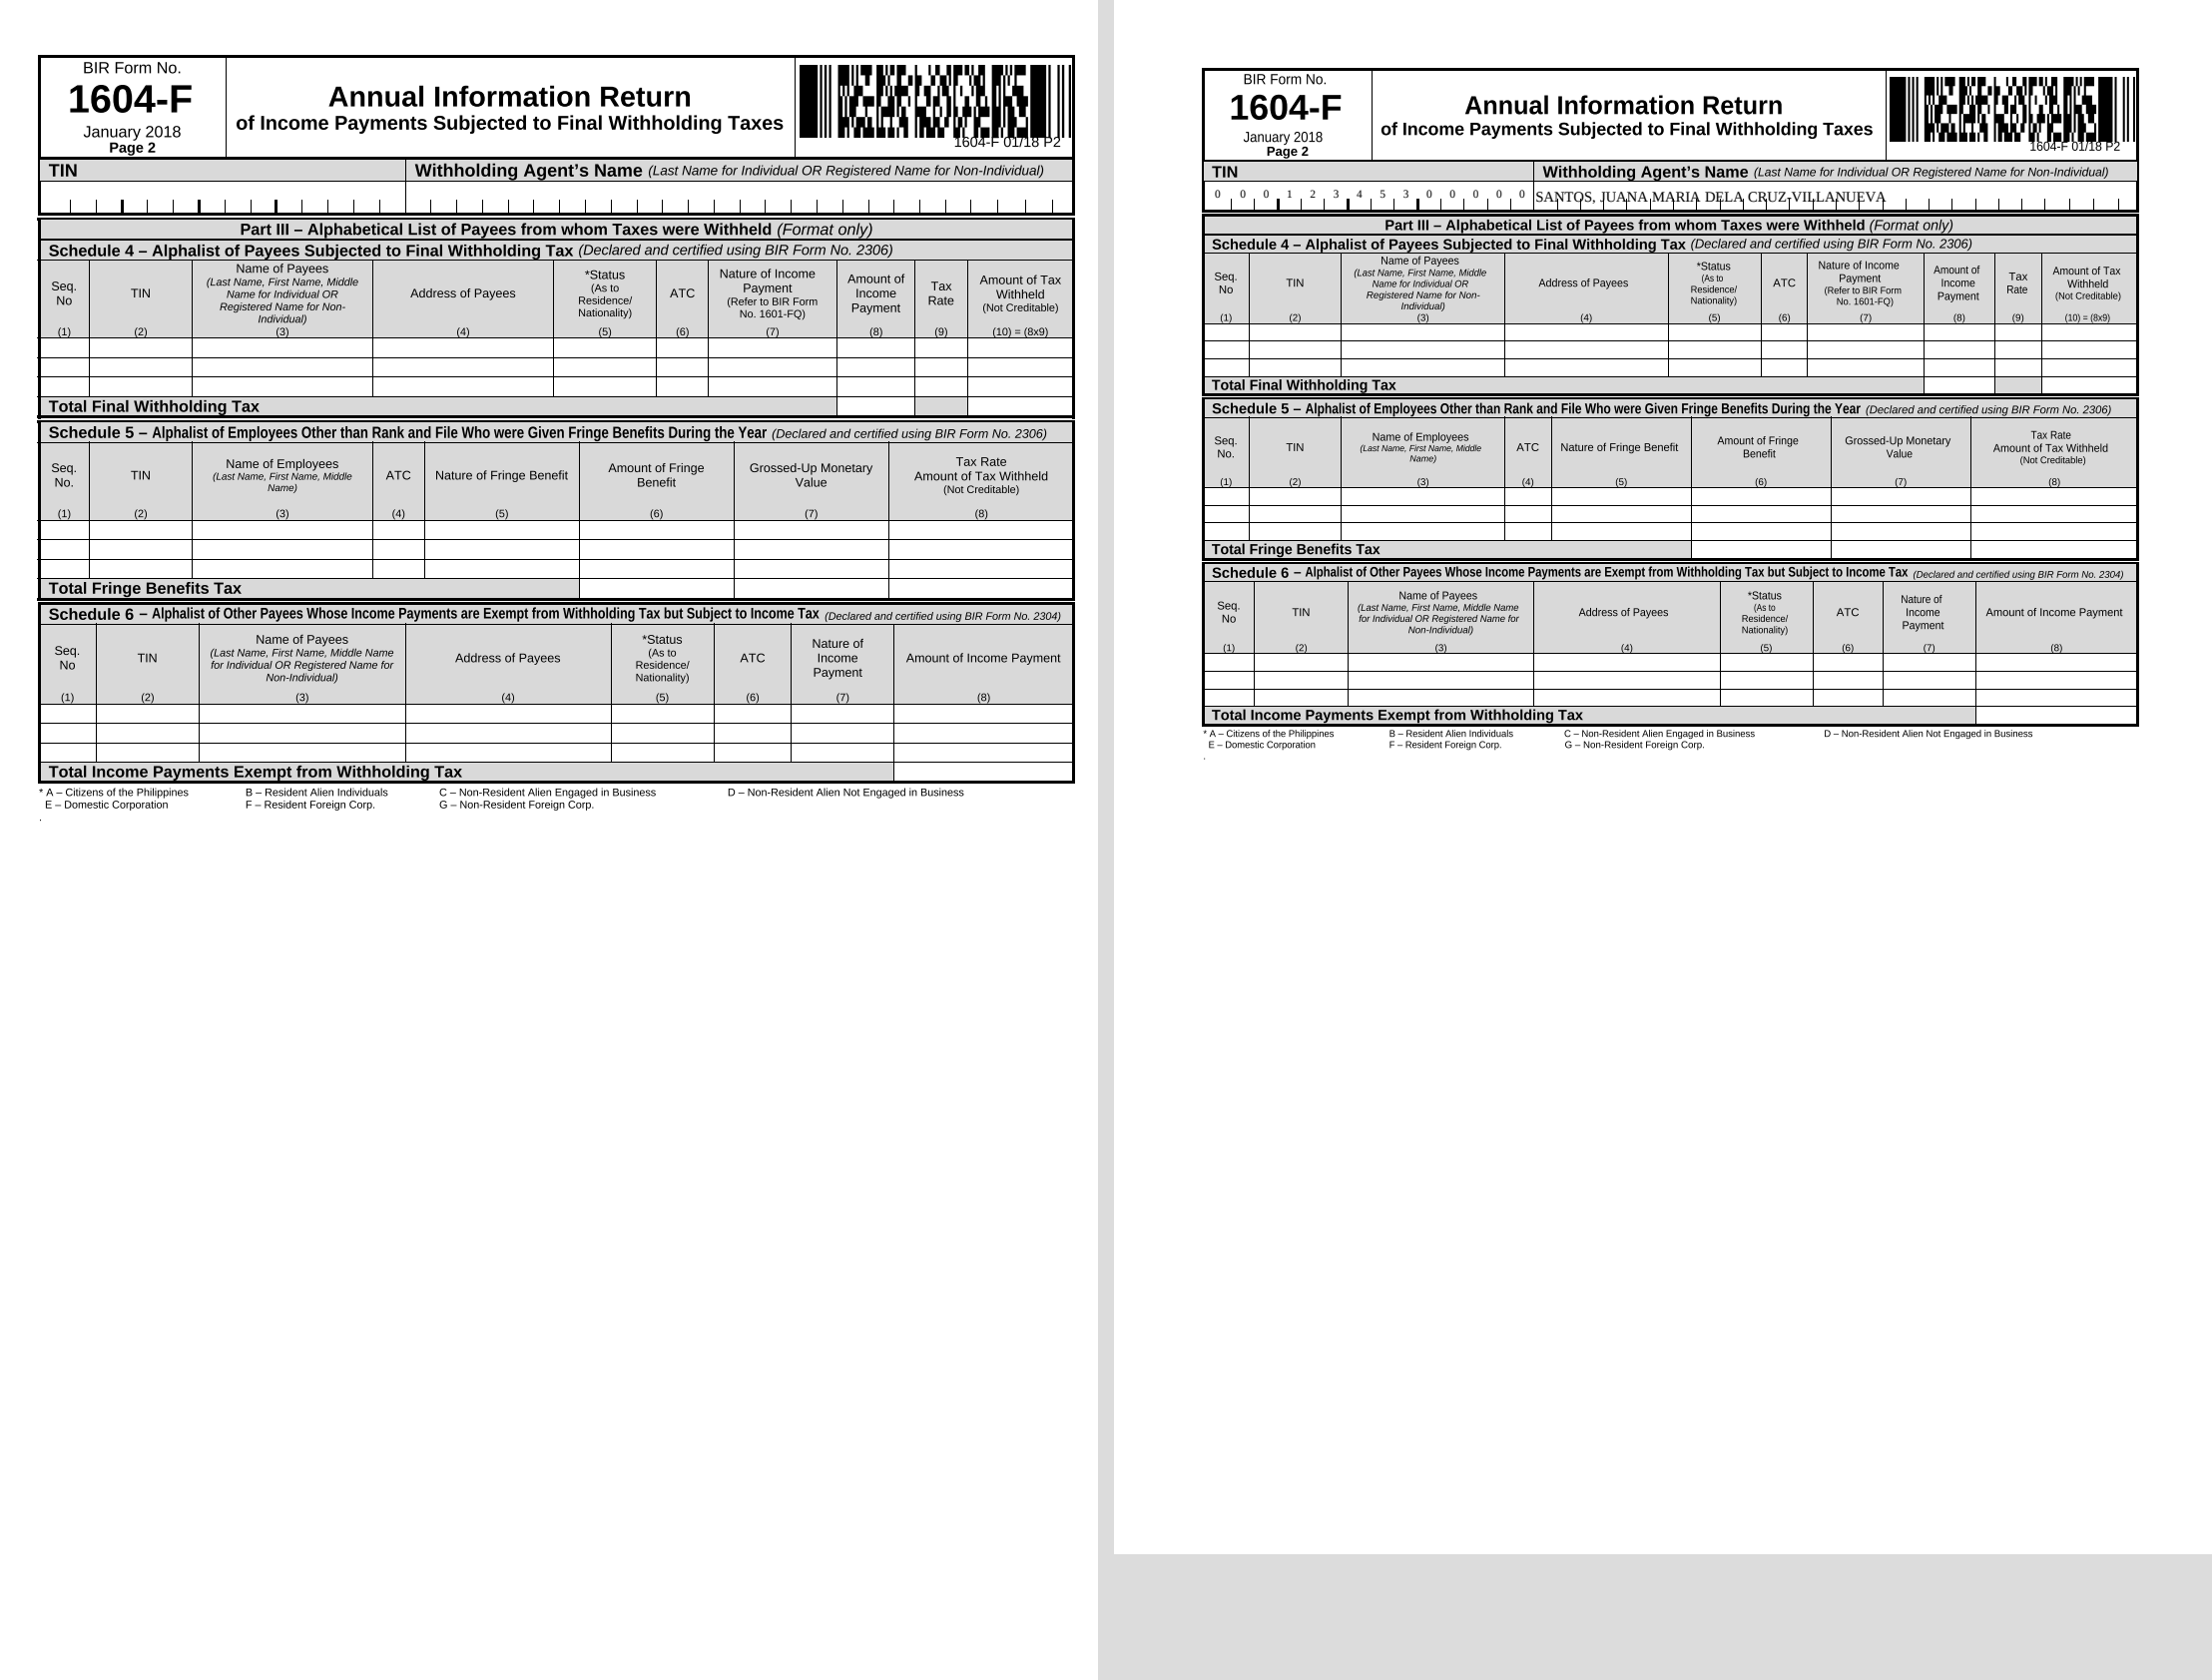 BIR Form No.
1604-F
January 2018
Page 2
Annual Information Return
of Income Payments Subjected to Final Withholding Taxes
1604-F 01/18 P2
TIN
Withholding Agent’s Name (Last Name for Individual OR Registered Name for Non-Individual)
Part III – Alphabetical List of Payees from whom Taxes were Withheld (Format only)
Schedule 4 – Alphalist of Payees Subjected to Final Withholding Tax (Declared and certified using BIR Form No. 2306)
Seq.
No
(1)
TIN
(2)
Name of Payees
(Last Name, First Name, Middle
Name for Individual OR
Registered Name for Non-
Individual)
(3)
Address of Payees
(4)
*Status
(As to
Residence/
Nationality)
(5)
ATC
(6)
Nature of Income
Payment
(Refer to BIR Form
No. 1601-FQ)
(7)
Amount of
Income
Payment
(8)
Tax
Rate
(9)
Amount of Tax
Withheld
(Not Creditable)
(10) = (8x9)
Total Final Withholding Tax
Schedule 5 – Alphalist of Employees Other than Rank and File Who were Given Fringe Benefits During the Year (Declared and certified using BIR Form No. 2306)
Seq.
No.
(1)
TIN
(2)
Name of Employees
(Last Name, First Name, Middle
Name)
(3)
ATC
(4)
Nature of Fringe Benefit
(5)
Amount of Fringe
Benefit
(6)
Grossed-Up Monetary
Value
(7)
Tax Rate
Amount of Tax Withheld
(Not Creditable)
(8)
Total Fringe Benefits Tax
Schedule 6 – Alphalist of Other Payees Whose Income Payments are Exempt from Withholding Tax but Subject to Income Tax (Declared and certified using BIR Form No. 2304)
Seq.
No
(1)
TIN
(2)
Name of Payees
(Last Name, First Name, Middle Name
for Individual OR Registered Name for
Non-Individual)
(3)
Address of Payees
(4)
*Status
(As to
Residence/
Nationality)
(5)
ATC
(6)
Nature of
Income
Payment
(7)
Amount of Income Payment
(8)
Total Income Payments Exempt from Withholding Tax
* A – Citizens of the Philippines B – Resident Alien Individuals C – Non-Resident Alien Engaged in Business D – Non-Resident Alien Not Engaged in Business
E – Domestic Corporation F – Resident Foreign Corp. G – Non-Resident Foreign Corp.
.
BIR Form No.
1604-F
January 2018
Page 2
Annual Information Return
of Income Payments Subjected to Final Withholding Taxes
1604-F 01/18 P2
TIN
Withholding Agent’s Name (Last Name for Individual OR Registered Name for Non-Individual)
0 0 0 1 2 3 4 5 3 0 0 0 0 0
SANTOS, JUANA MARIA DELA CRUZ-VILLANUEVA
Part III – Alphabetical List of Payees from whom Taxes were Withheld (Format only)
Schedule 4 – Alphalist of Payees Subjected to Final Withholding Tax (Declared and certified using BIR Form No. 2306)
Seq.
No
(1)
TIN
(2)
Name of Payees
(Last Name, First Name, Middle
Name for Individual OR
Registered Name for Non-
Individual)
(3)
Address of Payees
(4)
*Status
(As to
Residence/
Nationality)
(5)
ATC
(6)
Nature of Income
Payment
(Refer to BIR Form
No. 1601-FQ)
(7)
Amount of
Income
Payment
(8)
Tax
Rate
(9)
Amount of Tax
Withheld
(Not Creditable)
(10) = (8x9)
Total Final Withholding Tax
Schedule 5 – Alphalist of Employees Other than Rank and File Who were Given Fringe Benefits During the Year (Declared and certified using BIR Form No. 2306)
Seq.
No.
(1)
TIN
(2)
Name of Employees
(Last Name, First Name, Middle
Name)
(3)
ATC
(4)
Nature of Fringe Benefit
(5)
Amount of Fringe
Benefit
(6)
Grossed-Up Monetary
Value
(7)
Tax Rate
Amount of Tax Withheld
(Not Creditable)
(8)
Total Fringe Benefits Tax
Schedule 6 – Alphalist of Other Payees Whose Income Payments are Exempt from Withholding Tax but Subject to Income Tax (Declared and certified using BIR Form No. 2304)
Seq.
No
(1)
TIN
(2)
Name of Payees
(Last Name, First Name, Middle Name
for Individual OR Registered Name for
Non-Individual)
(3)
Address of Payees
(4)
*Status
(As to
Residence/
Nationality)
(5)
ATC
(6)
Nature of
Income
Payment
(7)
Amount of Income Payment
(8)
Total Income Payments Exempt from Withholding Tax
* A – Citizens of the Philippines B – Resident Alien Individuals C – Non-Resident Alien Engaged in Business D – Non-Resident Alien Not Engaged in Business
E – Domestic Corporation F – Resident Foreign Corp. G – Non-Resident Foreign Corp.
.